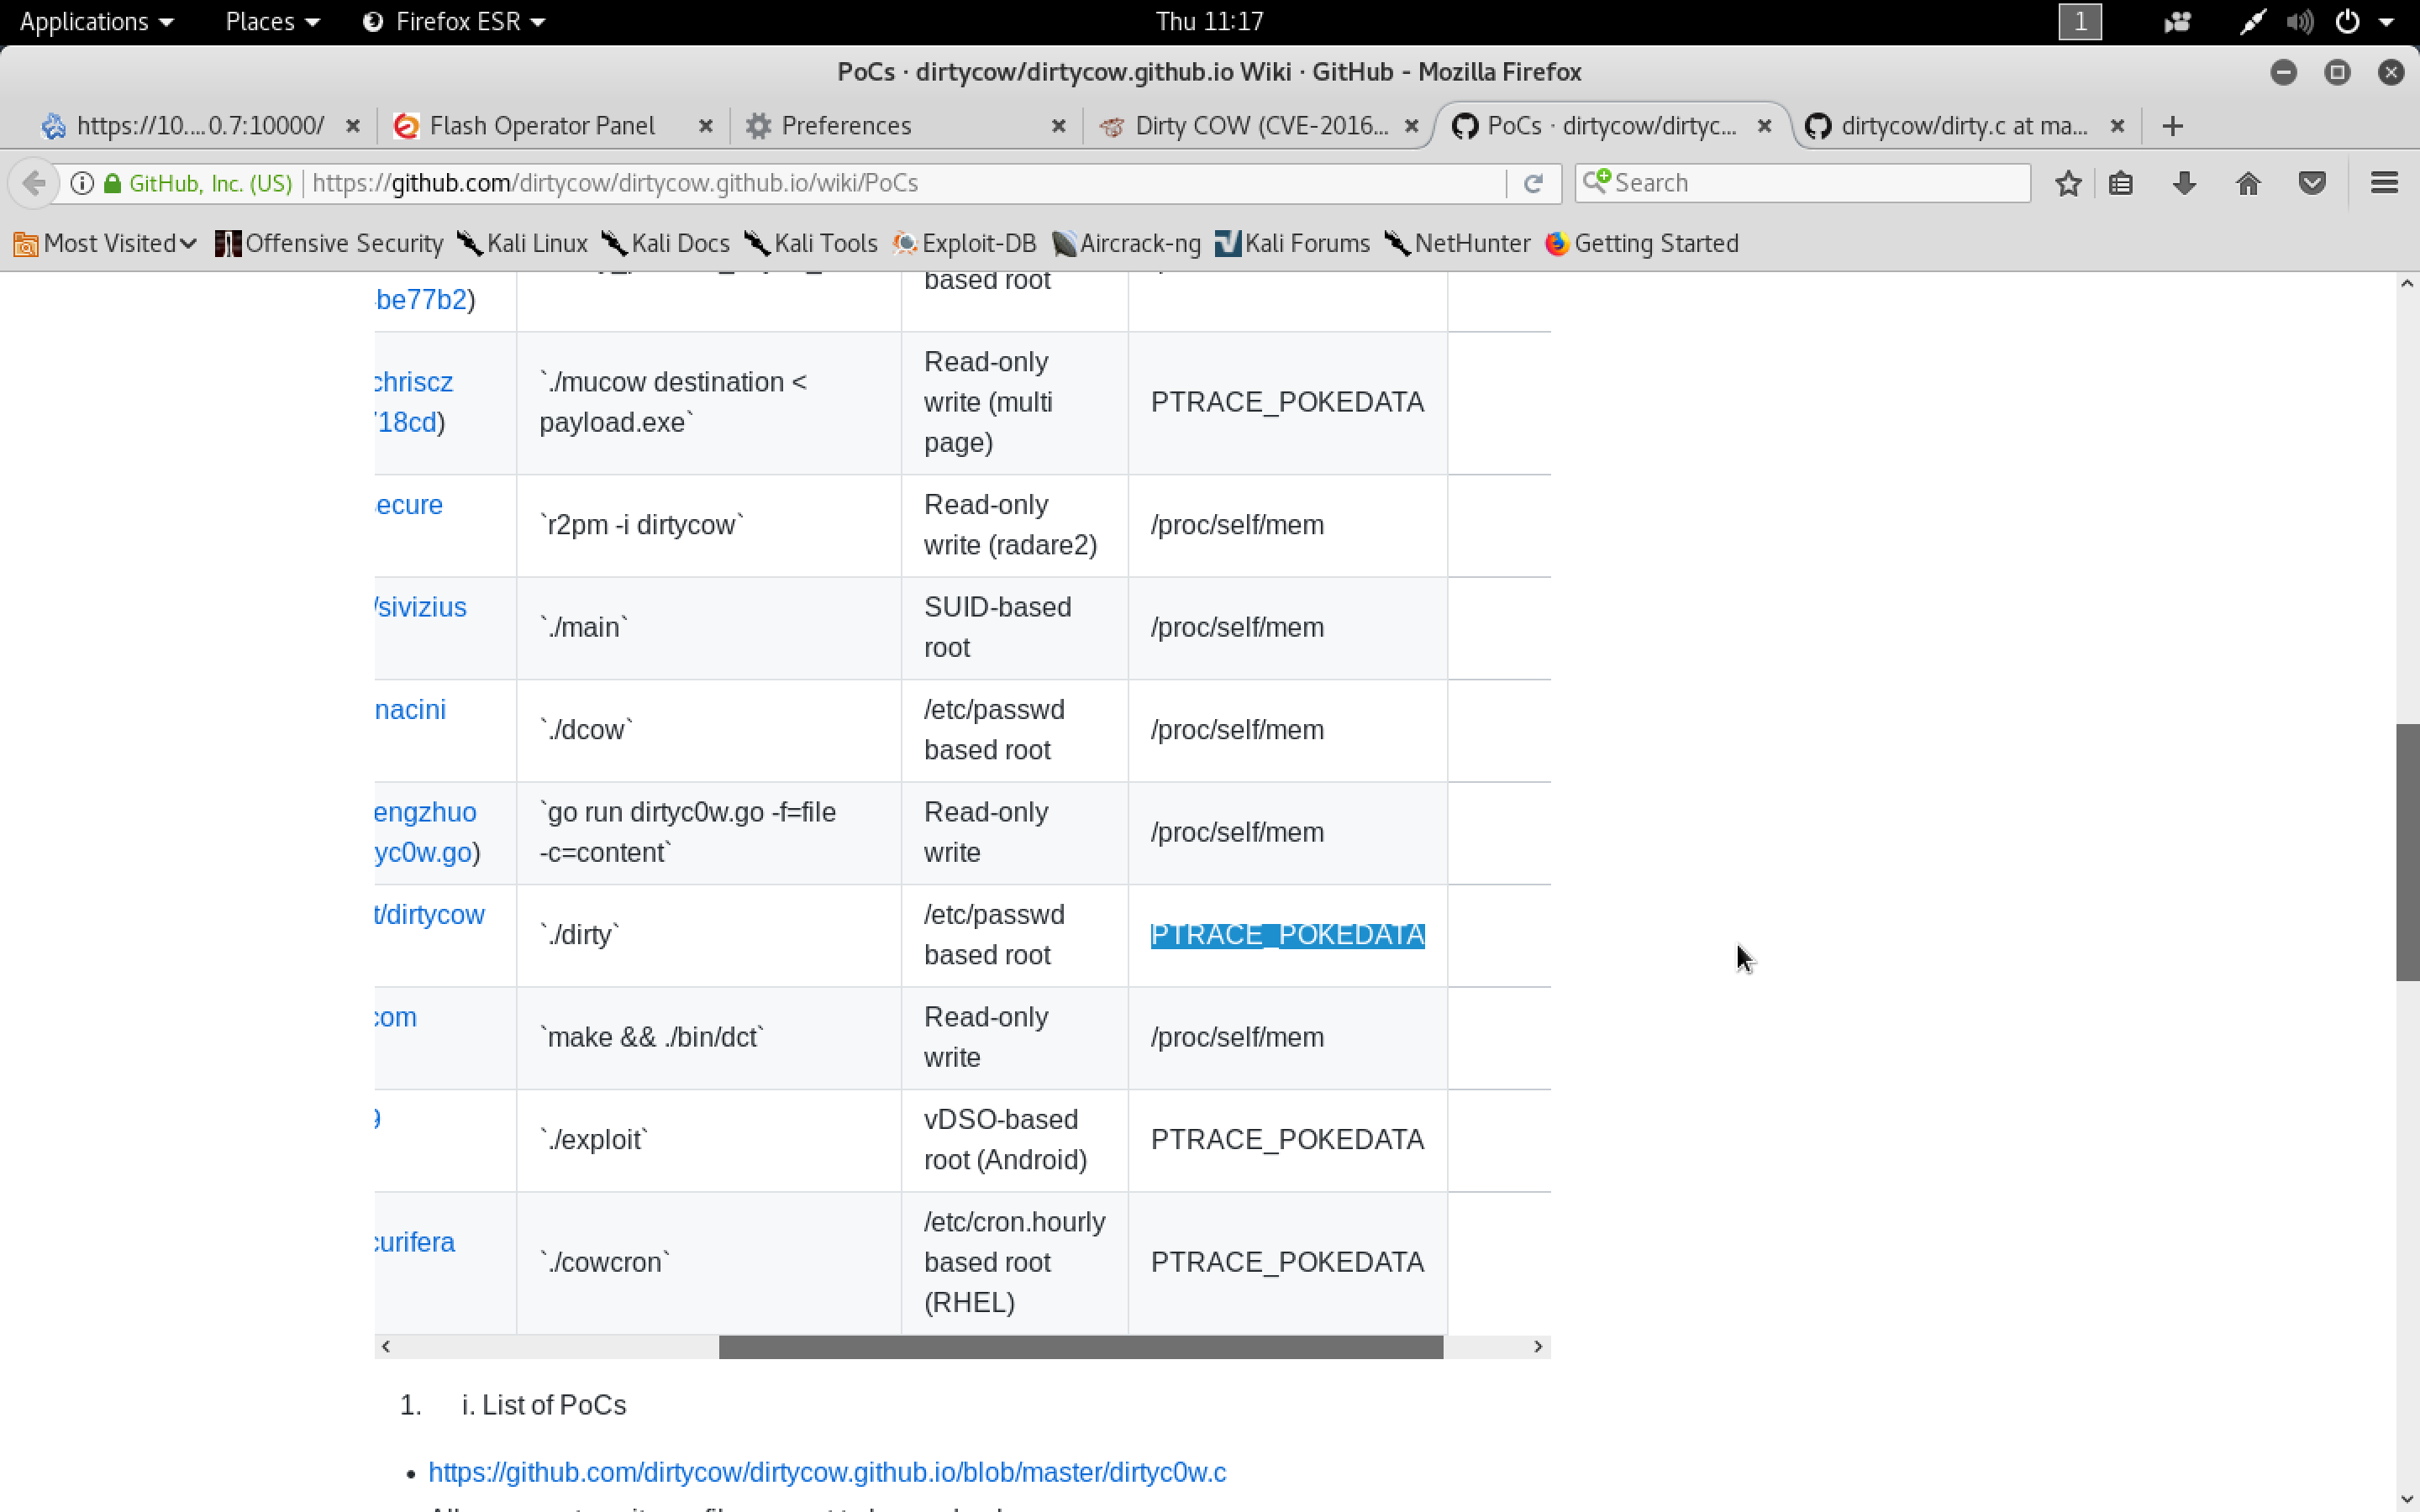 Applications Places Firefox ESR Thu 11:17 1
PoCs · dirtycow/dirtycow.github.io Wiki · GitHub - Mozilla Firefox
https://10....0.7:10000/ Flash Operator Panel Preferences Dirty COW (CVE-2016... PoCs · dirtycow/dirtyc... dirtycow/dirty.c at ma...
GitHub, Inc. (US) https://github.com/dirtycow/dirtycow.github.io/wiki/PoCs Search
Most Visited Offensive Security Kali Linux Kali Docs Kali Tools Exploit-DB Aircrack-ng Kali Forums NetHunter Getting Started
based root
be77b2)
chriscz
718cd)
`./mucow destination <
payload.exe`
Read-only
write (multi
page)
PTRACE_POKEDATA
ecure
`r2pm -i dirtycow`
Read-only
write (radare2)
/proc/self/mem
/sivizius
`./main`
SUID-based
root
/proc/self/mem
nacini
`./dcow`
/etc/passwd
based root
/proc/self/mem
engzhuo
yc0w.go)
`go run dirtyc0w.go -f=file
-c=content`
Read-only
write
/proc/self/mem
t/dirtycow
`./dirty`
/etc/passwd
based root
PTRACE_POKEDATA
com
`make && ./bin/dct`
Read-only
write
/proc/self/mem
9
`./exploit`
vDSO-based
root (Android)
PTRACE_POKEDATA
curifera
`./cowcron`
/etc/cron.hourly
based root
(RHEL)
PTRACE_POKEDATA
1. i. List of PoCs
• https://github.com/dirtycow/dirtycow.github.io/blob/master/dirtyc0w.c